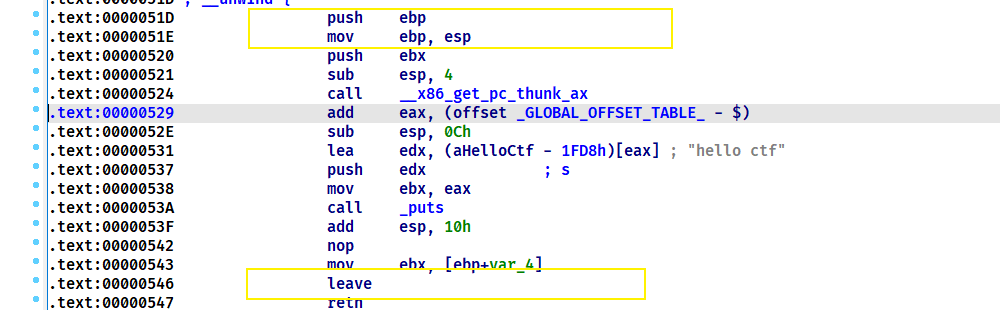 .text:0000051D ; __unwind {
.text:0000051D push ebp
.text:0000051E mov ebp, esp
.text:00000520 push ebx
.text:00000521 sub esp, 4
.text:00000524 call __x86_get_pc_thunk_ax
.text:00000529 add eax, (offset _GLOBAL_OFFSET_TABLE_ - $)
.text:0000052E sub esp, 0Ch
.text:00000531 lea edx, (aHelloCtf - 1FD8h)[eax] ; "hello ctf"
.text:00000537 push edx ; s
.text:00000538 mov ebx, eax
.text:0000053A call _puts
.text:0000053F add esp, 10h
.text:00000542 nop
.text:00000543 mov ebx, [ebp+var_4]
.text:00000546 leave
.text:00000547 retn